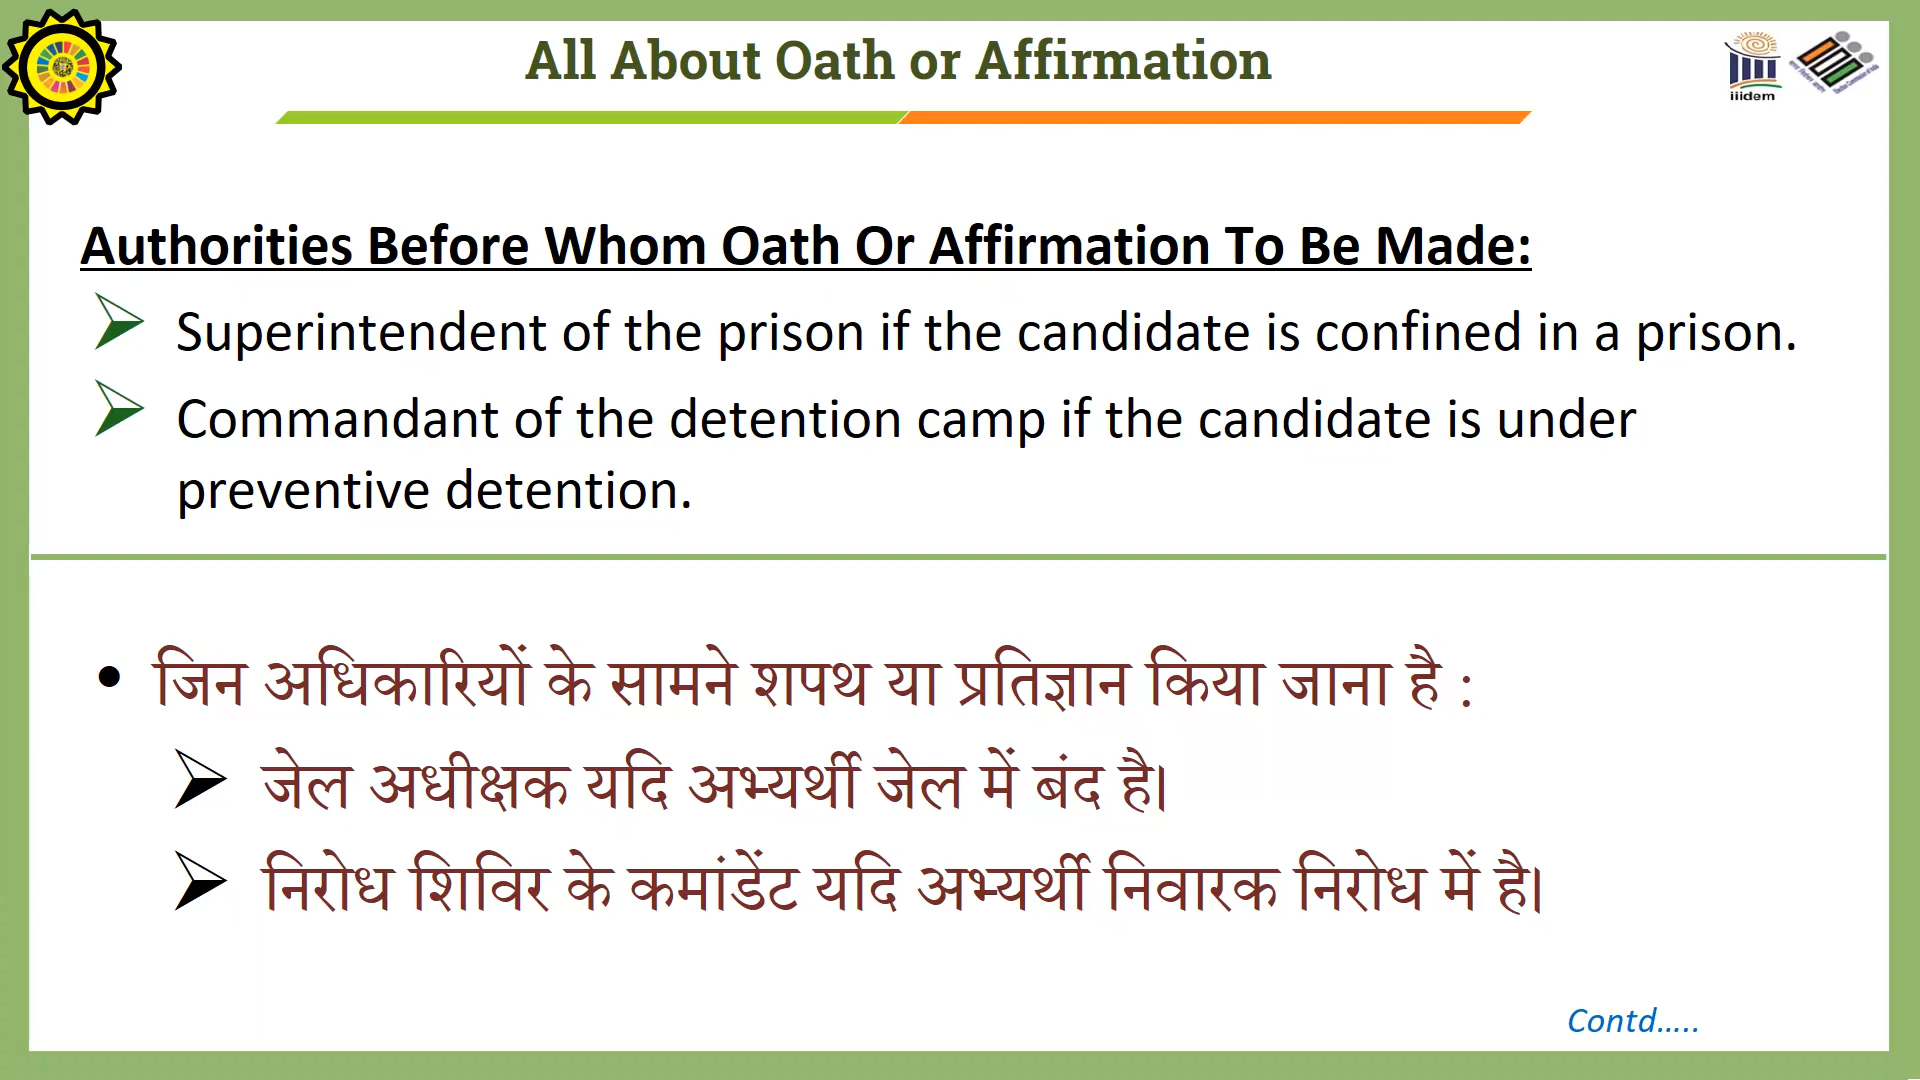 All About Oath or Affirmation
iiidem
Authorities Before Whom Oath Or Affirmation To Be Made:
Superintendent of the prison if the candidate is confined in a prison.
Commandant of the detention camp if the candidate is under
preventive detention.
जिन अधिकारियों के सामने शपथ या प्रतिज्ञान किया जाना है :
जेल अधीक्षक यदि अभ्यर्थी जेल में बंद है।
निरोध शिविर के कमांडेंट यदि अभ्यर्थी निवारक निरोध में है।
Contd.....